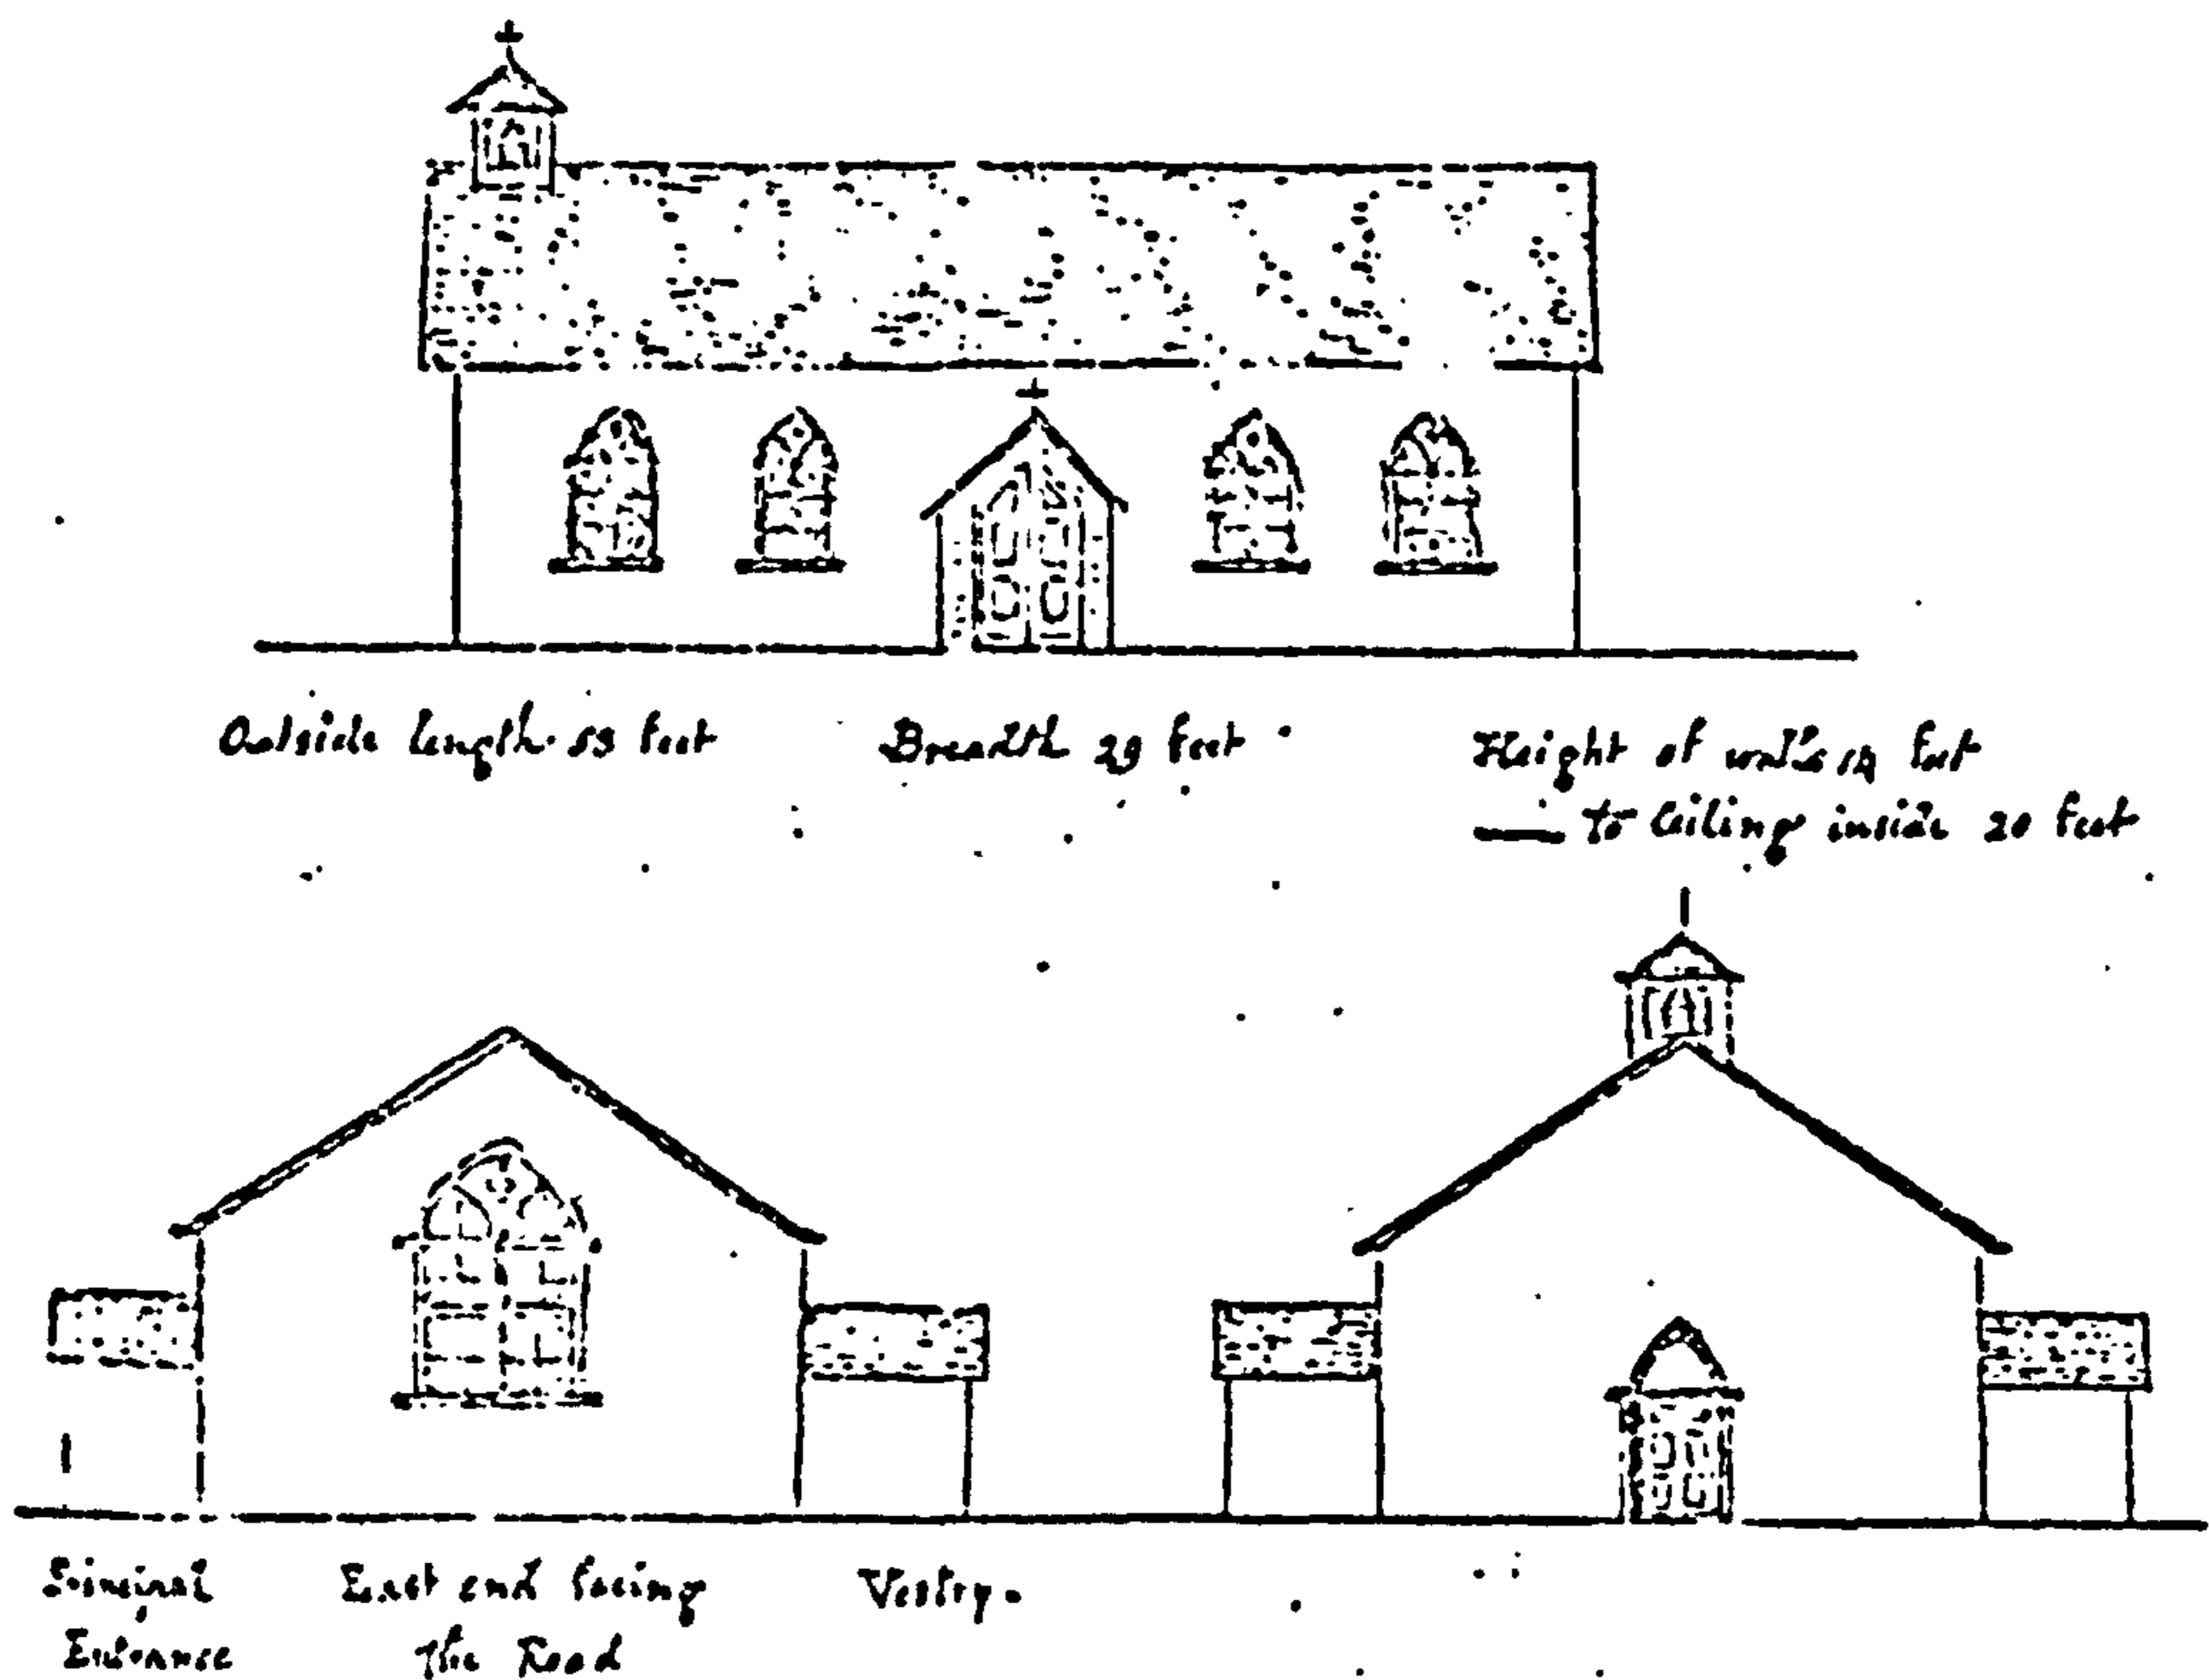 Outside length. 53 feet
Breadth 29 feet
Height of walls 14 feet
— to Ceiling inside 20 feet
Principal
Entrance
East end facing
the Road
Vestry.